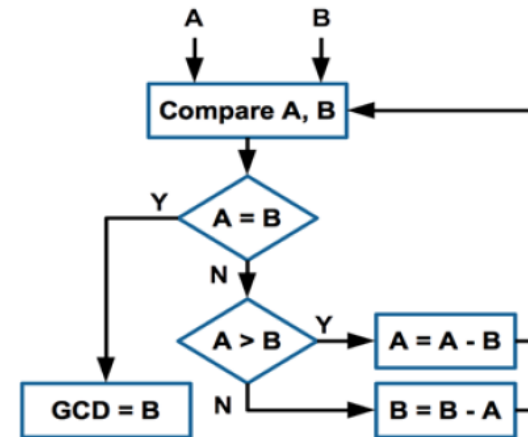 A B
Compare A, B
Y
A = B
N
A > B
Y
A = A - B
GCD = B
N
B = B - A